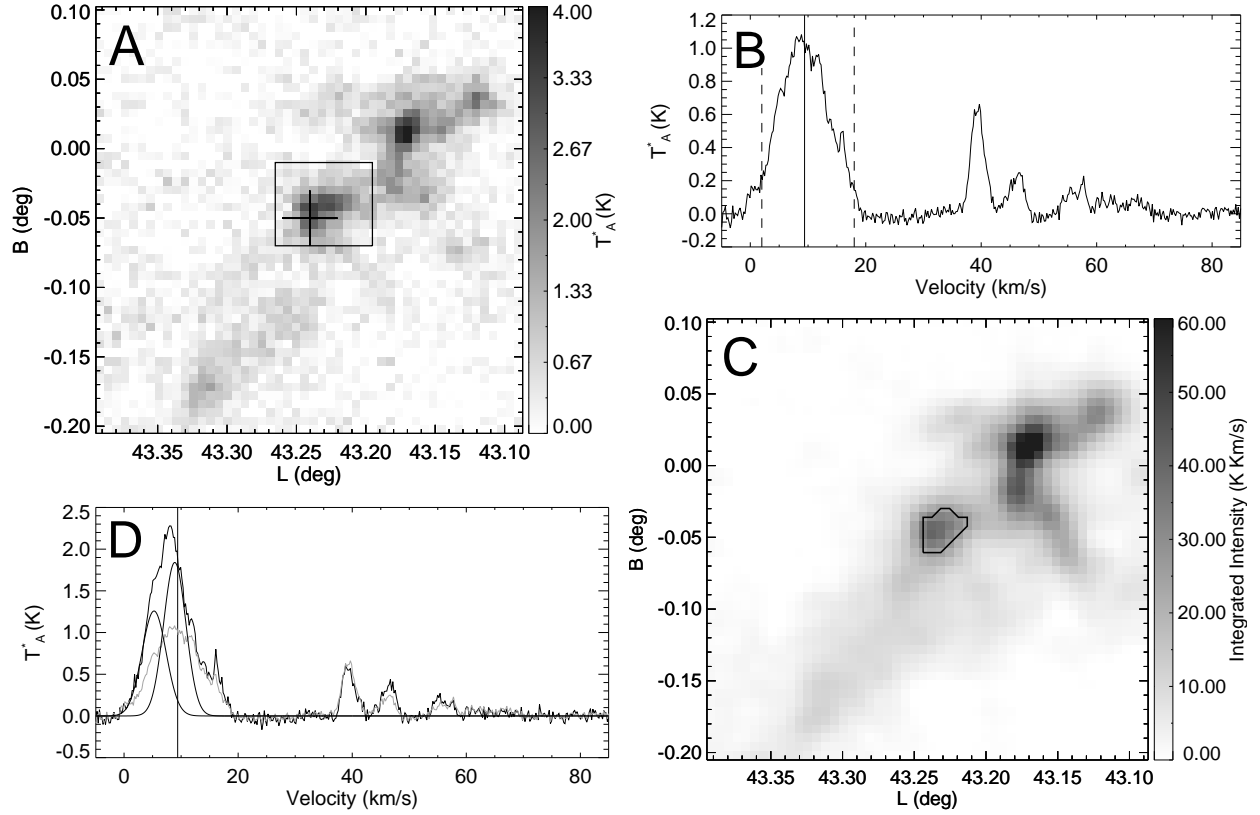 A
0.05
0.00
-0.05
-0.10
-0.15
-0.20
B (deg)
43.35 43.30 43.25 43.20 43.15 43.10
L (deg)
4.00
3.33
2.67
2.00
1.33
0.67
0.00
T*A (K)
B
1.2
1.0
0.8
0.6
0.4
0.2
0.0
-0.2
T*A (K)
0 20 40 60 80
Velocity (km/s)
C
0.10
0.05
0.00
-0.05
-0.10
-0.15
-0.20
B (deg)
43.35 43.30 43.25 43.20 43.15 43.10
L (deg)
60.00
50.00
40.00
30.00
20.00
10.00
0.00
Integrated Intensity (K Km/s)
D
2.5
2.0
1.5
1.0
0.5
0.0
-0.5
T*A (K)
0 20 40 60 80
Velocity (km/s)